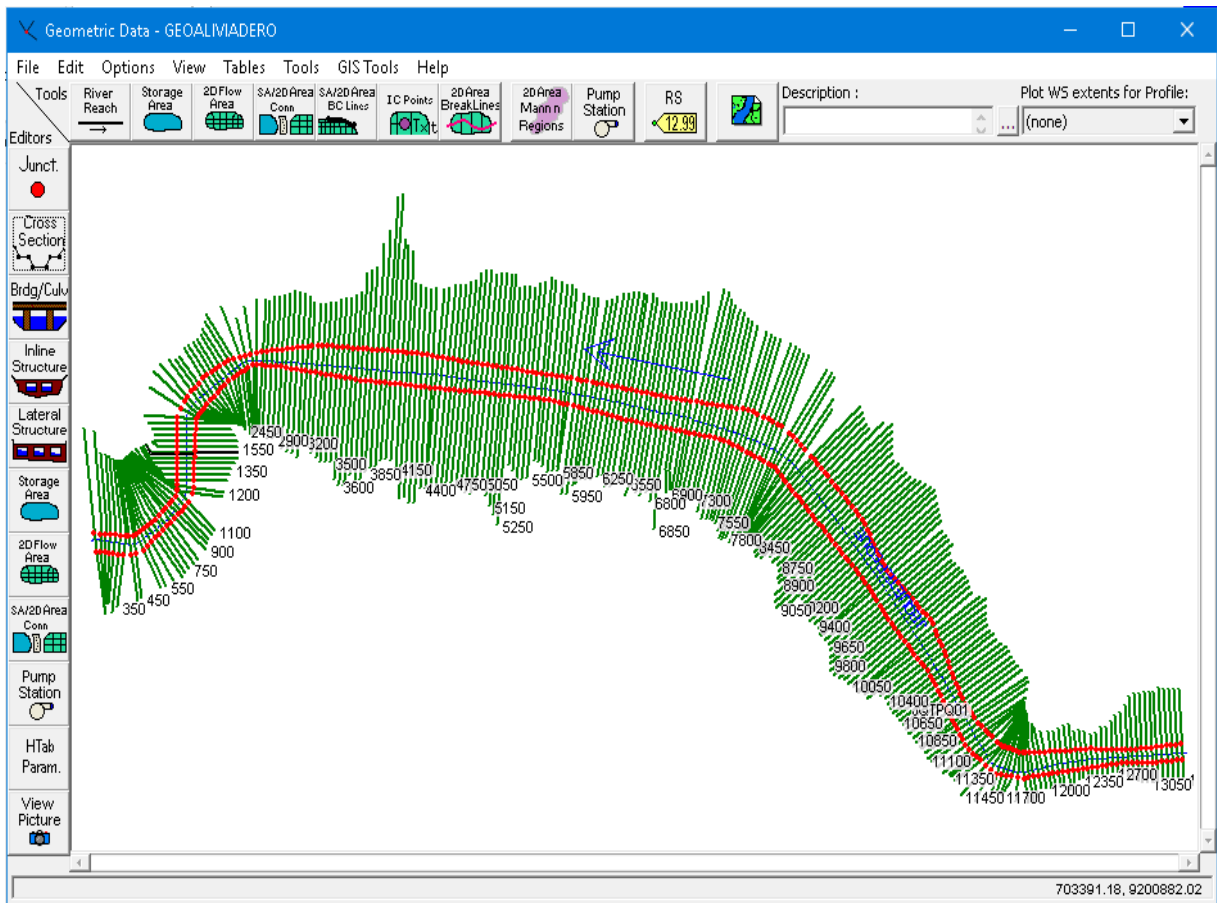 Geometric Data - GEOALIVIADERO
File Edit Options View Tables Tools GIS Tools Help
Tools
Editors
River Reach
Storage Area
2D Flow Area
SA/2D Area Conn
SA/2D Area BC Lines
IC Points
2D Area BreakLines
2D Area Mann n Regions
Pump Station
RS
12.99
Description :
...
Plot WS extents for Profile:
(none)
Junct.
Cross Section
Brdg/Culv
Inline Structure
Lateral Structure
Storage Area
2D Flow Area
SA/2D Area Conn
Pump Station
HTab Param.
View Picture
2450
2900
3200
1550
1350
1200
1100
900
750
550
450
350
3500
3600
3850
4150
4400
4750
5050
5150
5250
5500
5850
5950
6250
6550
6800
6850
6900
7300
7550
7800
8450
8750
8900
9050
9200
9400
9650
9800
10050
10400
10650
10850
11100
11350
11450
11700
12000
12350
12700
13050
703391.18, 9200882.02